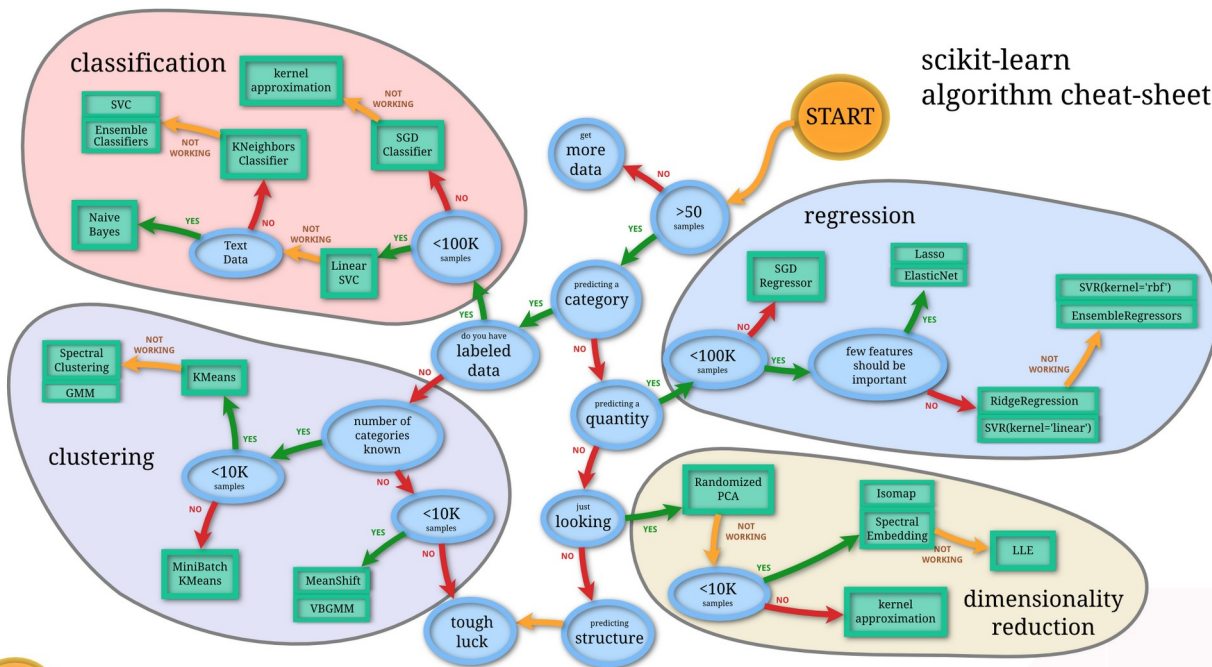 scikit-learn
algorithm cheat-sheet
START
get
more
data
NO
>50
samples
YES
predicting a
category
YES
NO
do you have
labeled
data
YES
NO
predicting a
quantity
YES
NO
just
looking
YES
NO
predicting
structure
tough
luck
classification
kernel
approximation
NOT
WORKING
SVC
Ensemble
Classifiers
NOT
WORKING
KNeighbors
Classifier
SGD
Classifier
NO
Naive
Bayes
YES
NO
Text
Data
NOT
WORKING
Linear
SVC
YES
<100K
samples
regression
SGD
Regressor
NO
<100K
samples
YES
Lasso
ElasticNet
YES
few features
should be
important
NO
SVR(kernel='rbf')
EnsembleRegressors
NOT
WORKING
RidgeRegression
SVR(kernel='linear')
clustering
Spectral
Clustering
GMM
NOT
WORKING
KMeans
YES
<10K
samples
NO
MiniBatch
KMeans
YES
number of
categories
known
NO
<10K
samples
YES
NO
MeanShift
VBGMM
Randomized
PCA
NOT
WORKING
<10K
samples
YES
NO
Isomap
Spectral
Embedding
NOT
WORKING
LLE
kernel
approximation
dimensionality
reduction